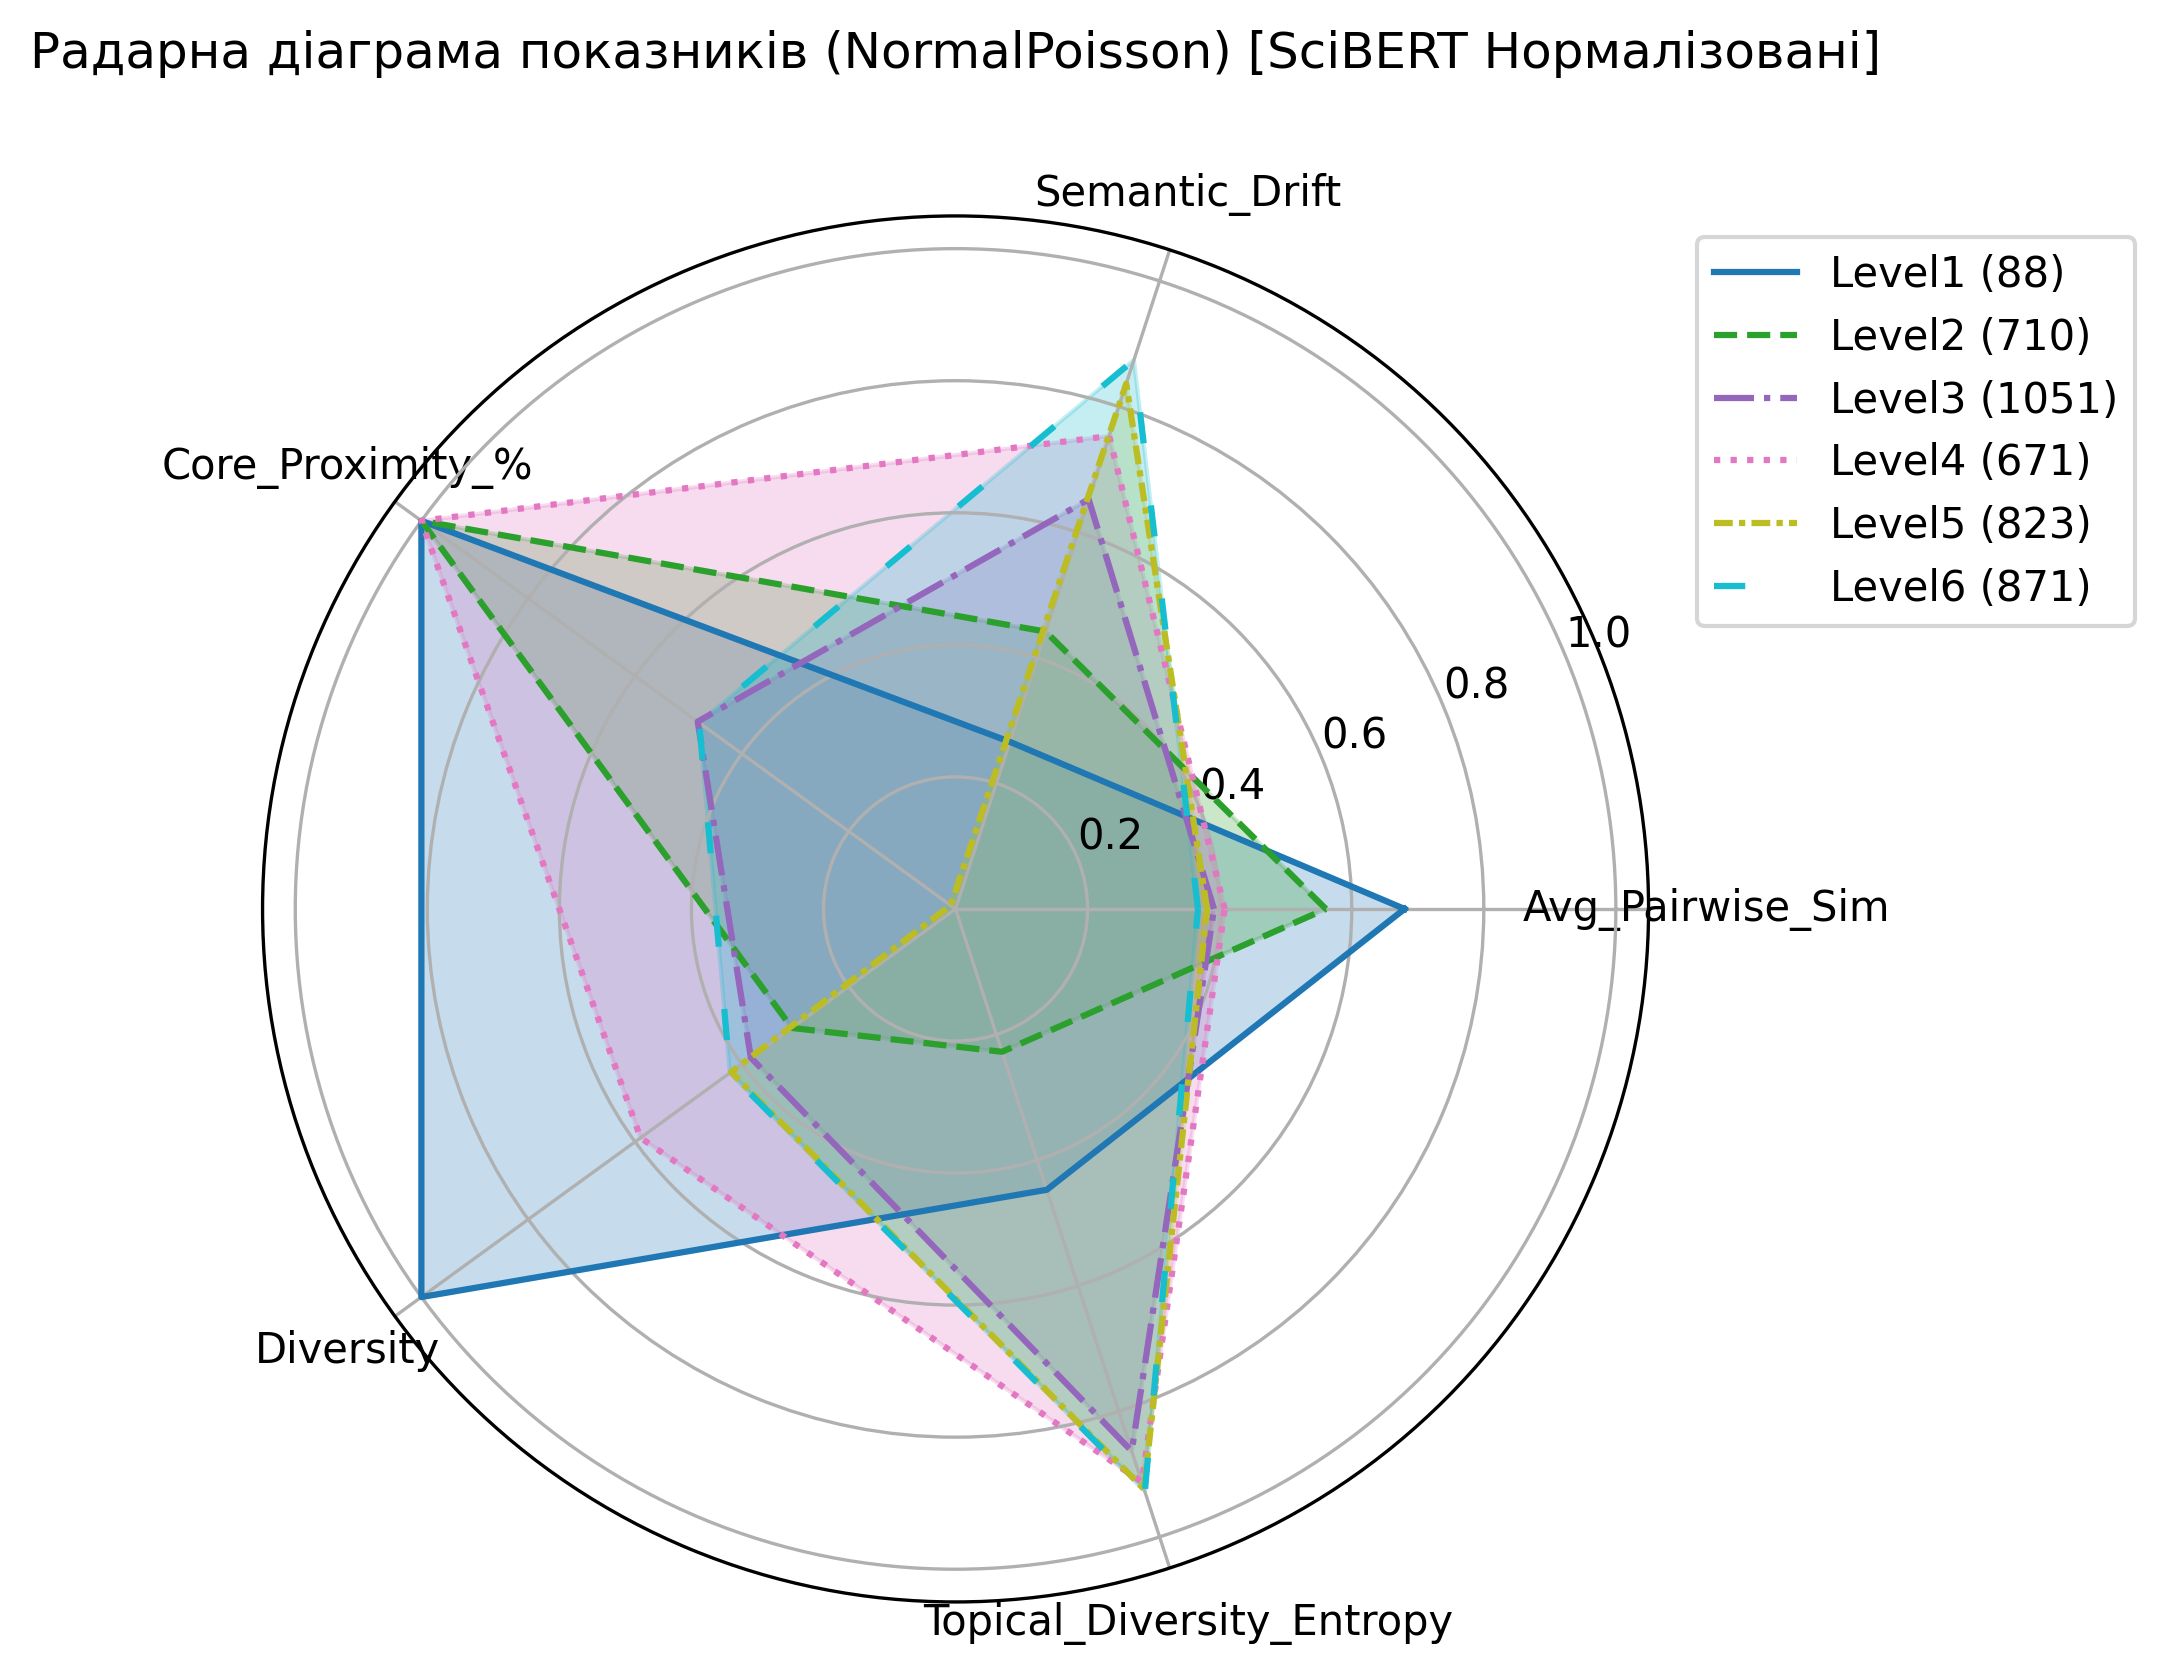 Радарна діаграма показників (NormalPoisson) [SciBERT Нормалізовані]
Semantic_Drift
Level1 (88)
Level2 (710)
Level3 (1051)
Level4 (671)
Level5 (823)
Level6 (871)
Core_Proximity_%
1.0
0.8
0.6
0.4
0.2
Avg_Pairwise_Sim
Diversity
Topical_Diversity_Entropy